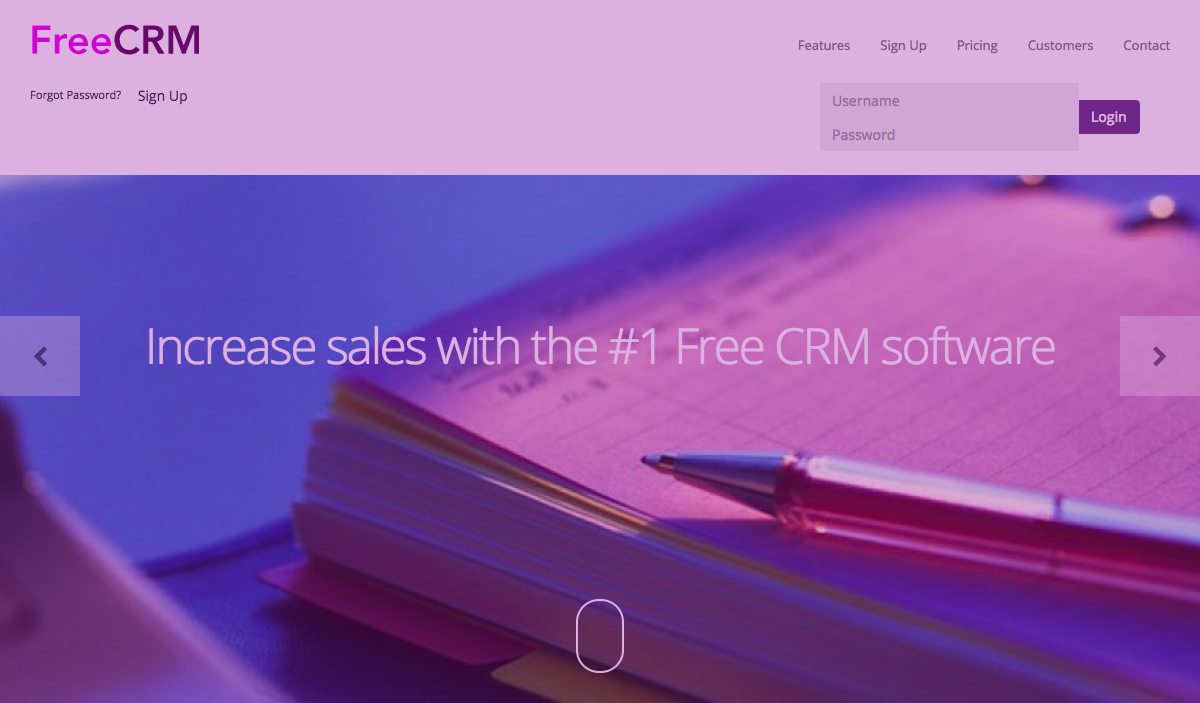 FreeCRM
Features Sign Up Pricing Customers Contact
Forgot Password? Sign Up
Username
Password
Login
Increase sales with the #1 Free CRM software